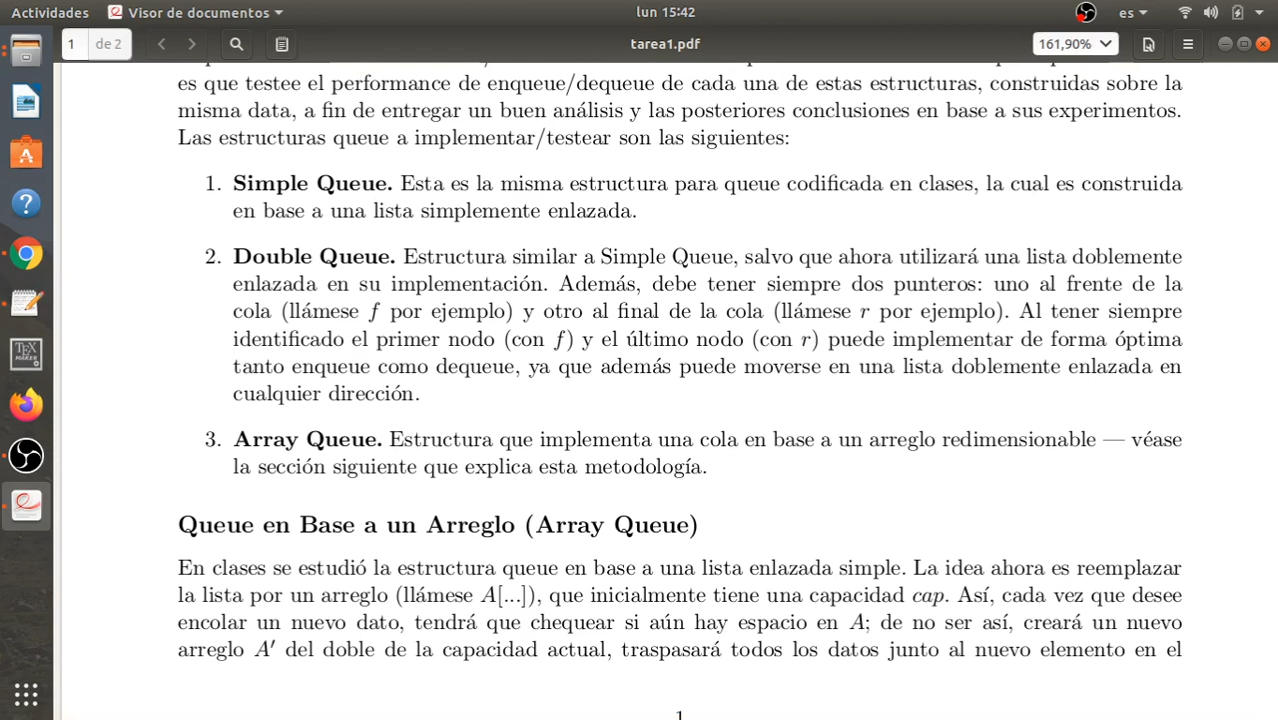 Actividades
Visor de documentos
lun 15:42
es
1
de 2
tarea1.pdf
161,90%
es que testee el performance de enqueue/dequeue de cada una de estas estructuras, construidas sobre la
misma data, a fin de entregar un buen análisis y las posteriores conclusiones en base a sus experimentos.
Las estructuras queue a implementar/testear son las siguientes:
1. Simple Queue. Esta es la misma estructura para queue codificada en clases, la cual es construida
en base a una lista simplemente enlazada.
2. Double Queue. Estructura similar a Simple Queue, salvo que ahora utilizará una lista doblemente
enlazada en su implementación. Además, debe tener siempre dos punteros: uno al frente de la
cola (llámese f por ejemplo) y otro al final de la cola (llámese r por ejemplo). Al tener siempre
identificado el primer nodo (con f) y el último nodo (con r) puede implementar de forma óptima
tanto enqueue como dequeue, ya que además puede moverse en una lista doblemente enlazada en
cualquier dirección.
3. Array Queue. Estructura que implementa una cola en base a un arreglo redimensionable — véase
la sección siguiente que explica esta metodología.
Queue en Base a un Arreglo (Array Queue)
En clases se estudió la estructura queue en base a una lista enlazada simple. La idea ahora es reemplazar
la lista por un arreglo (llámese A[...]), que inicialmente tiene una capacidad cap. Así, cada vez que desee
encolar un nuevo dato, tendrá que chequear si aún hay espacio en A; de no ser así, creará un nuevo
arreglo A′ del doble de la capacidad actual, traspasará todos los datos junto al nuevo elemento en el
1